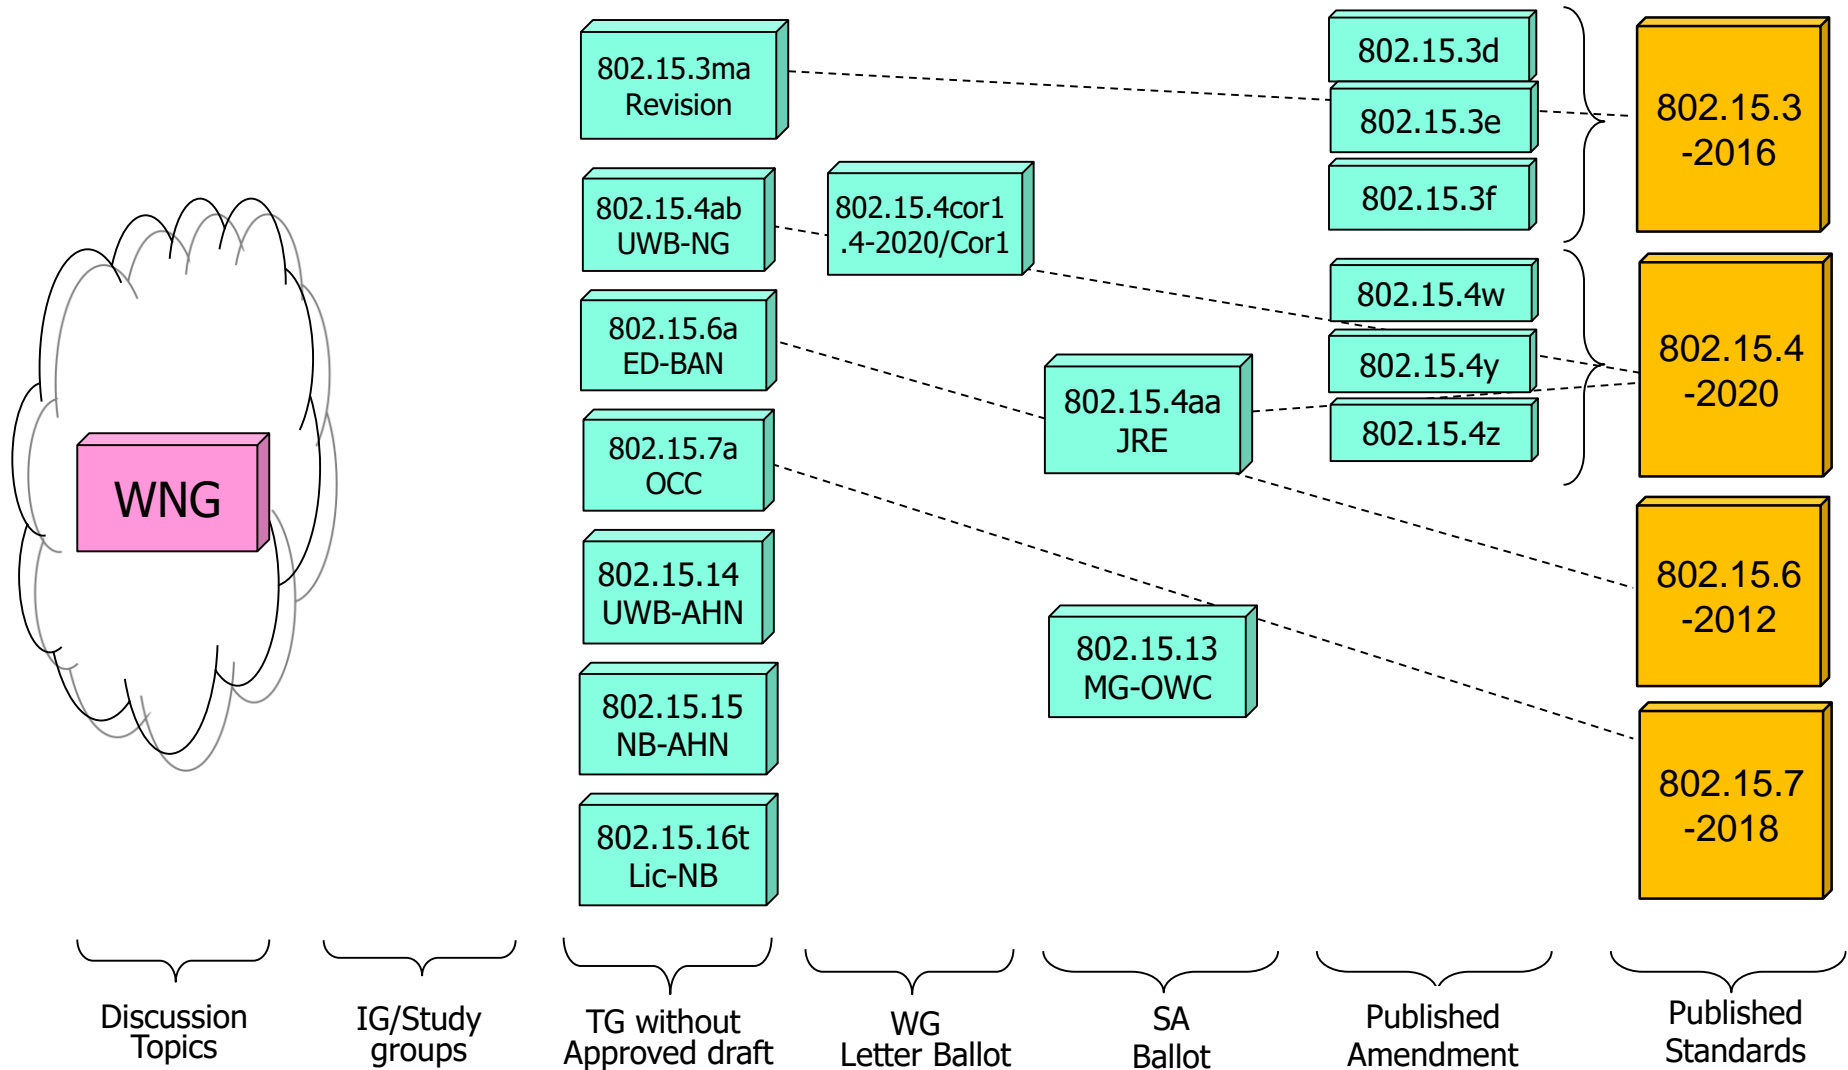 WNG
802.15.3ma
Revision
802.15.4ab
UWB-NG
802.15.6a
ED-BAN
802.15.7a
OCC
802.15.14
UWB-AHN
802.15.15
NB-AHN
802.15.16t
Lic-NB
802.15.4cor1
.4-2020/Cor1
802.15.4aa
JRE
802.15.13
MG-OWC
802.15.3d
802.15.3e
802.15.3f
802.15.4w
802.15.4y
802.15.4z
802.15.3
-2016
802.15.4
-2020
802.15.6
-2012
802.15.7
-2018
Discussion
Topics
IG/Study
groups
TG without
Approved draft
WG
Letter Ballot
SA
Ballot
Published
Amendment
Published
Standards